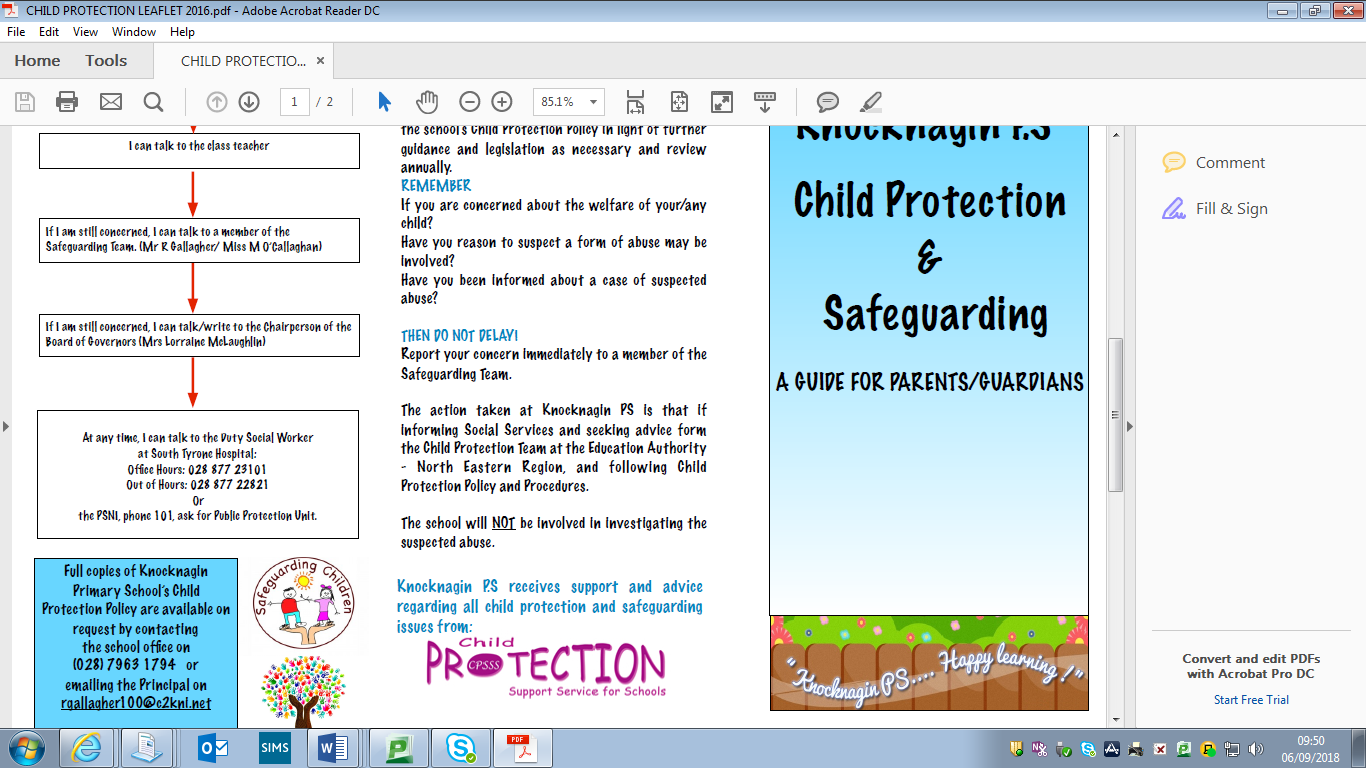 CHILD PROTECTION LEAFLET 2016.pdf - Adobe Acrobat Reader DC
File Edit View Window Help
Home Tools CHILD PROTECTIO... ×
1 / 2 85.1%
I can talk to the class teacher
If I am still concerned, I can talk to a member of the
Safeguarding Team. (Mr R Gallagher/ Miss M O'Callaghan)
If I am still concerned, I can talk/write to the Chairperson of the
Board of Governors (Mrs Lorraine McLaughlin)
At any time, I can talk to the Duty Social Worker
at South Tyrone Hospital:
Office Hours: 028 877 23101
Out of Hours: 028 877 22821
Or
the PSNI, phone 101, ask for Public Protection Unit.
Full copies of Knocknagin
Primary School's Child
Protection Policy are available on
request by contacting
the school office on
(028) 7963 1794 or
emailing the Principal on
rgallagher100@c2kni.net
Safeguarding Children
the school's Child Protection Policy in light of further
guidance and legislation as necessary and review
annually.
REMEMBER
If you are concerned about the welfare of your/any
child?
Have you reason to suspect a form of abuse may be
involved?
Have you been informed about a case of suspected
abuse?
THEN DO NOT DELAY!
Report your concern immediately to a member of the
Safeguarding Team.
The action taken at Knocknagin PS is that if
informing Social Services and seeking advice form
the Child Protection Team at the Education Authority
- North Eastern Region, and following Child
Protection Policy and Procedures.
The school will NOT be involved in investigating the
suspected abuse.
Knocknagin P.S receives support and advice
regarding all child protection and safeguarding
issues from:
Child
PROTECTION
CPSSS
Support Service for Schools
Knocknagin P.S
Child Protection
&
Safeguarding
A GUIDE FOR PARENTS/GUARDIANS
"Knocknagin PS.... Happy learning!"
Comment
Fill & Sign
Convert and edit PDFs
with Acrobat Pro DC
Start Free Trial
SIMS
PDF
09:50
06/09/2018